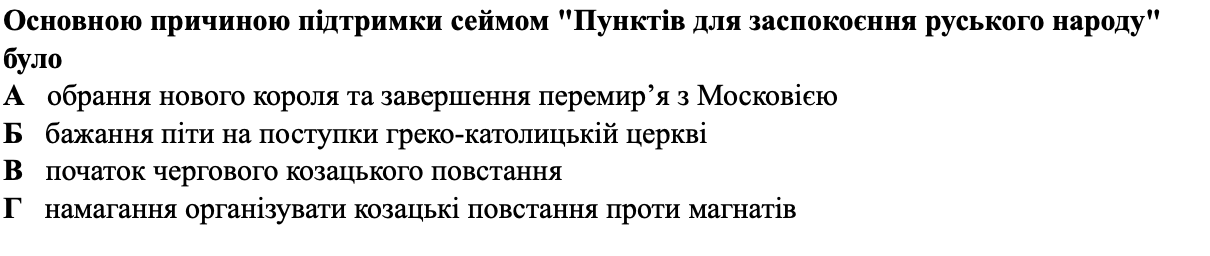 Основною причиною підтримки сеймом "Пунктів для заспокоєння руського народу"
було
А обрання нового короля та завершення перемир’я з Московією
Б бажання піти на поступки греко-католицькій церкві
В початок чергового козацького повстання
Г намагання організувати козацькі повстання проти магнатів